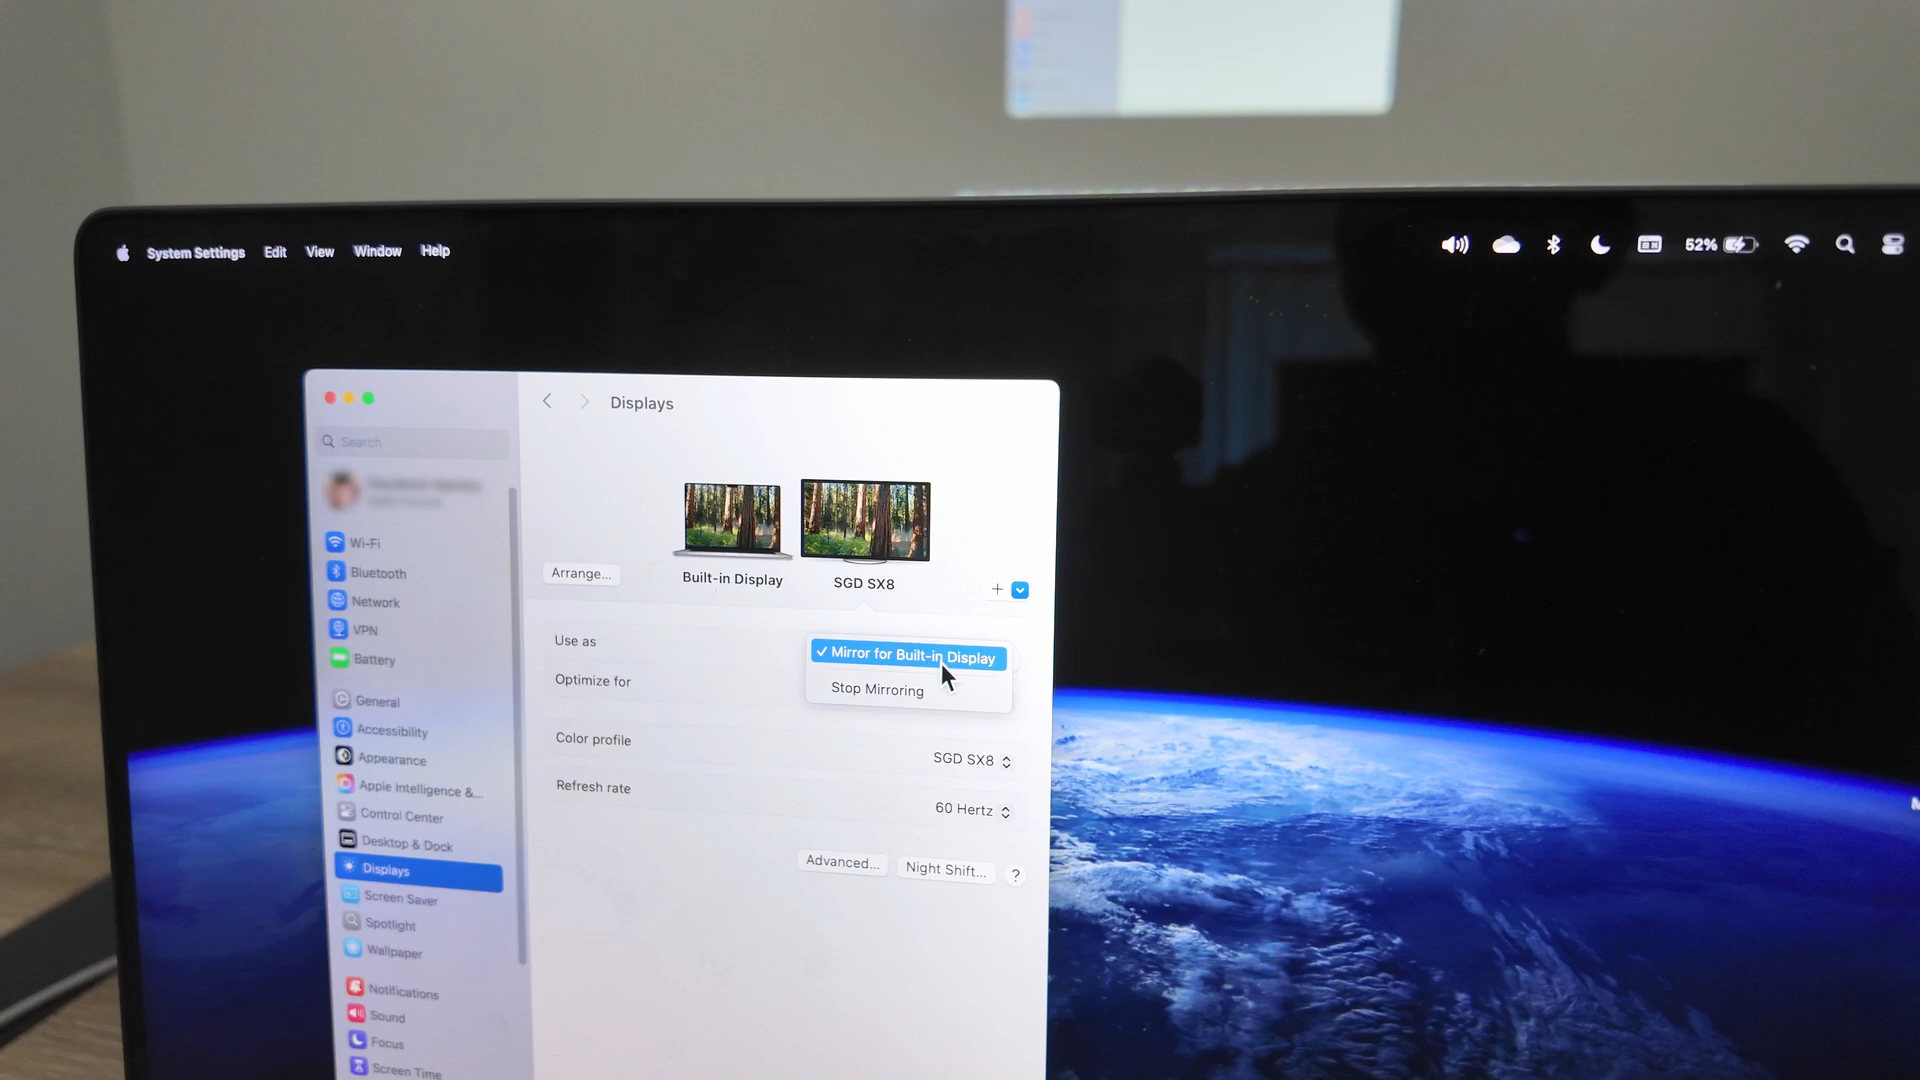 System Settings Edit View Window Help
52%
Displays
Search
Wi-Fi
Bluetooth
Network
VPN
Battery
General
Accessibility
Appearance
Apple Intelligence &...
Control Center
Desktop & Dock
Displays
Screen Saver
Spotlight
Wallpaper
Notifications
Sound
Focus
Screen Time
Arrange...
Built-in Display
SGD SX8
Use as
Mirror for Built-in Display
Stop Mirroring
Optimize for
Color profile
SGD SX8
Refresh rate
60 Hertz
Advanced...
Night Shift...
?